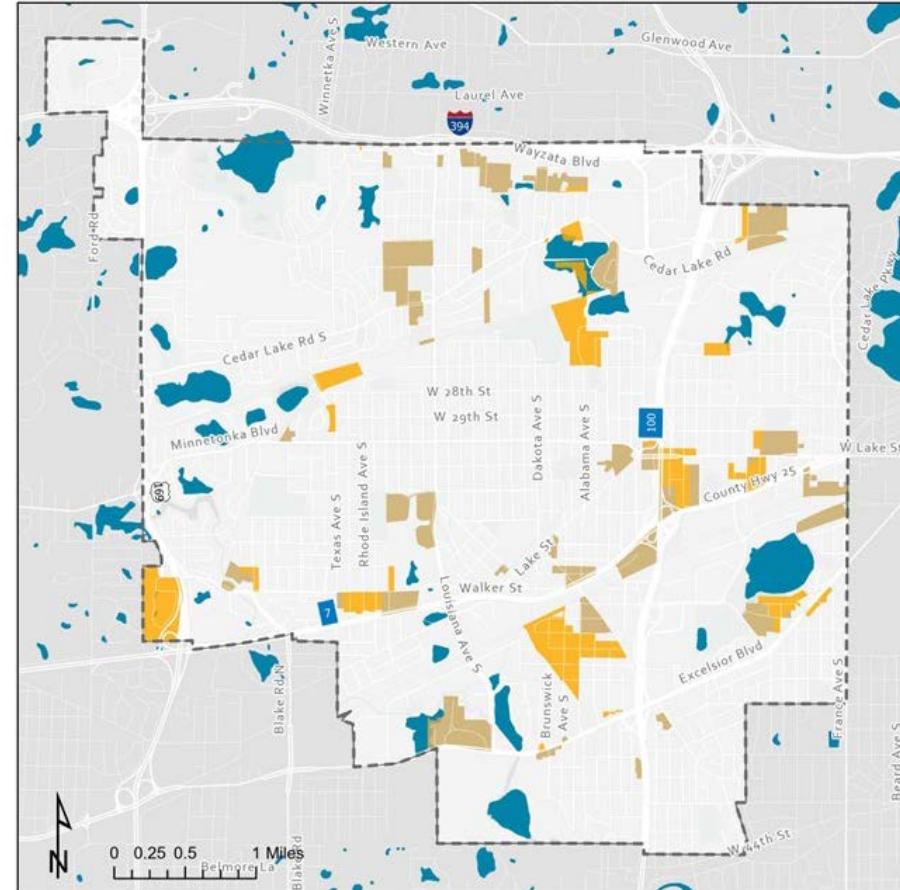 Western Ave
Glenwood Ave
Winnetka Ave S
Laurel Ave
394
Wayzata Blvd
Ford Rd
Cedar Lake Rd
Cedar Lake Pkwy
Cedar Lake Rd S
W 28th St
W 29th St
Minnetonka Blvd
Dakota Ave S
Alabama Ave S
100
W Lake St
County Hwy 25
169
Texas Ave S
Rhode Island Ave S
Lake St
Walker St
7
Louisiana Ave S
Excelsior Blvd
Brunswick
Ave S
Blake Rd N
France Ave S
Beard Ave S
W 44th St
N
0 0.25 0.5 1 Miles
Belmore La
Blake Rd